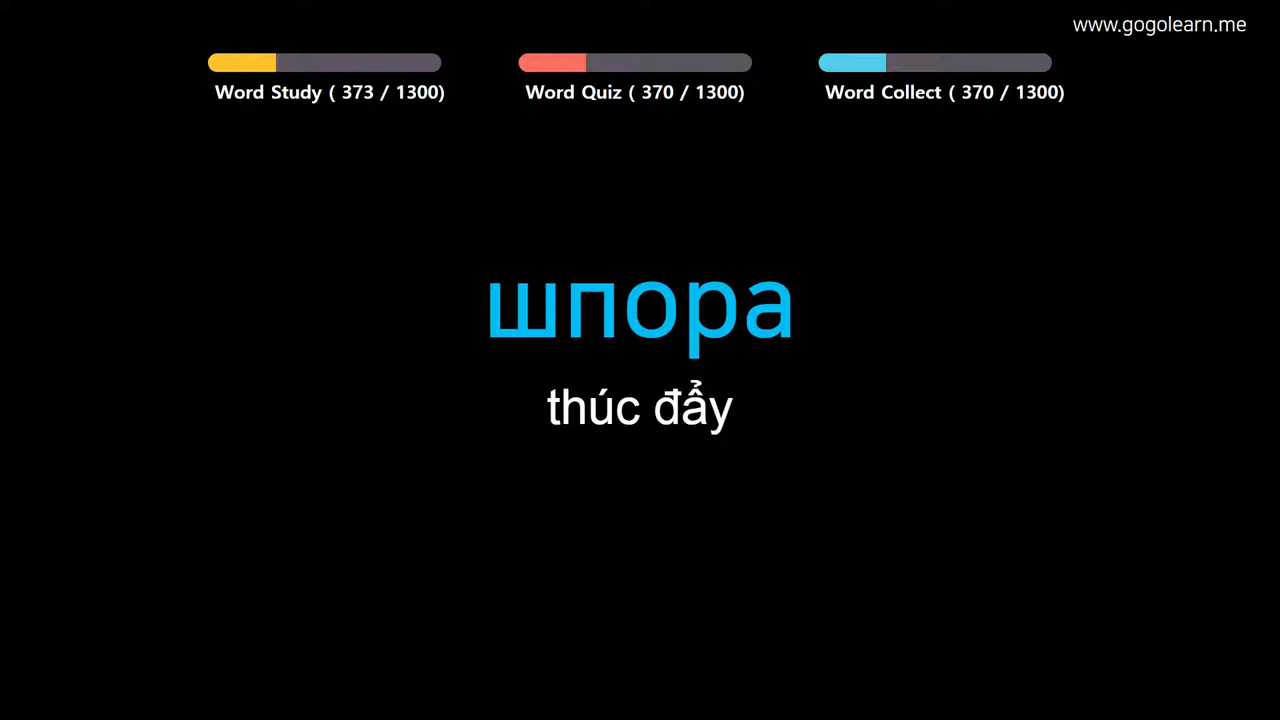 www.gogolearn.me
Word Study ( 373 / 1300)
Word Quiz ( 370 / 1300)
Word Collect ( 370 / 1300)
шпора
thúc đẩy